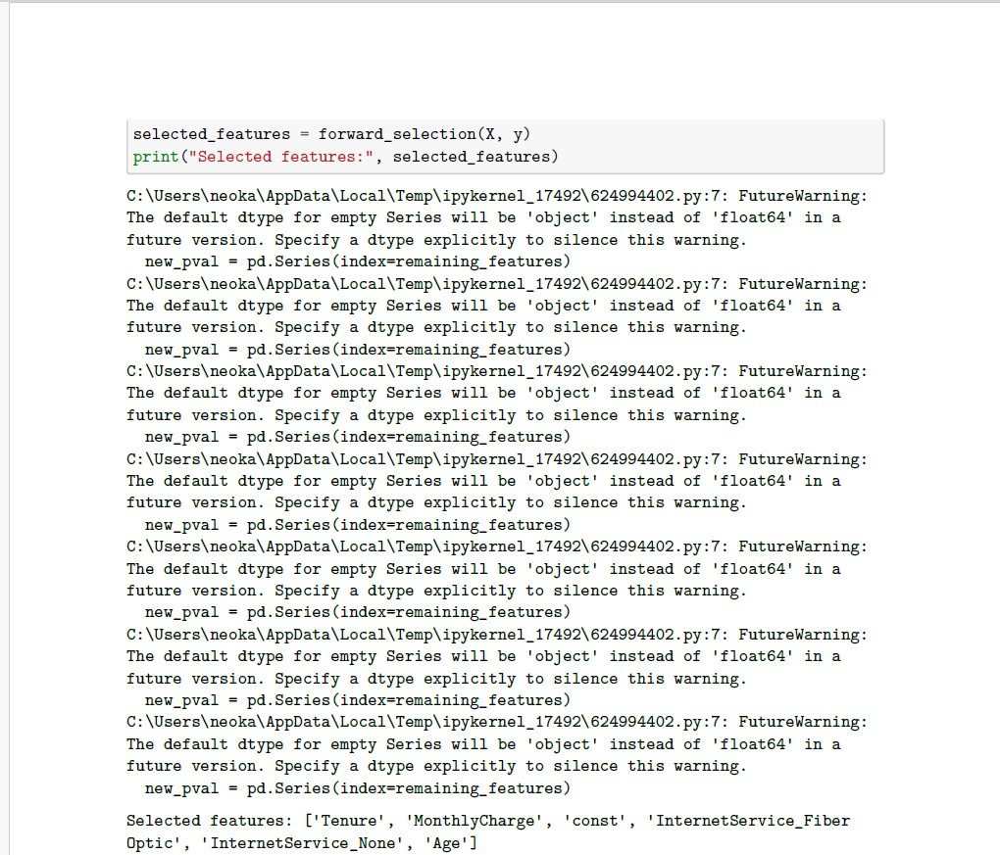 selected_features = forward_selection(X, y)
print("Selected features:", selected_features)
C:\Users\neoka\AppData\Local\Temp\ipykernel_17492\624994402.py:7: FutureWarning:
The default dtype for empty Series will be 'object' instead of 'float64' in a
future version. Specify a dtype explicitly to silence this warning.
  new_pval = pd.Series(index=remaining_features)
C:\Users\neoka\AppData\Local\Temp\ipykernel_17492\624994402.py:7: FutureWarning:
The default dtype for empty Series will be 'object' instead of 'float64' in a
future version. Specify a dtype explicitly to silence this warning.
  new_pval = pd.Series(index=remaining_features)
C:\Users\neoka\AppData\Local\Temp\ipykernel_17492\624994402.py:7: FutureWarning:
The default dtype for empty Series will be 'object' instead of 'float64' in a
future version. Specify a dtype explicitly to silence this warning.
  new_pval = pd.Series(index=remaining_features)
C:\Users\neoka\AppData\Local\Temp\ipykernel_17492\624994402.py:7: FutureWarning:
The default dtype for empty Series will be 'object' instead of 'float64' in a
future version. Specify a dtype explicitly to silence this warning.
  new_pval = pd.Series(index=remaining_features)
C:\Users\neoka\AppData\Local\Temp\ipykernel_17492\624994402.py:7: FutureWarning:
The default dtype for empty Series will be 'object' instead of 'float64' in a
future version. Specify a dtype explicitly to silence this warning.
  new_pval = pd.Series(index=remaining_features)
C:\Users\neoka\AppData\Local\Temp\ipykernel_17492\624994402.py:7: FutureWarning:
The default dtype for empty Series will be 'object' instead of 'float64' in a
future version. Specify a dtype explicitly to silence this warning.
  new_pval = pd.Series(index=remaining_features)
C:\Users\neoka\AppData\Local\Temp\ipykernel_17492\624994402.py:7: FutureWarning:
The default dtype for empty Series will be 'object' instead of 'float64' in a
future version. Specify a dtype explicitly to silence this warning.
  new_pval = pd.Series(index=remaining_features)
Selected features: ['Tenure', 'MonthlyCharge', 'const', 'InternetService_Fiber
Optic', 'InternetService_None', 'Age']